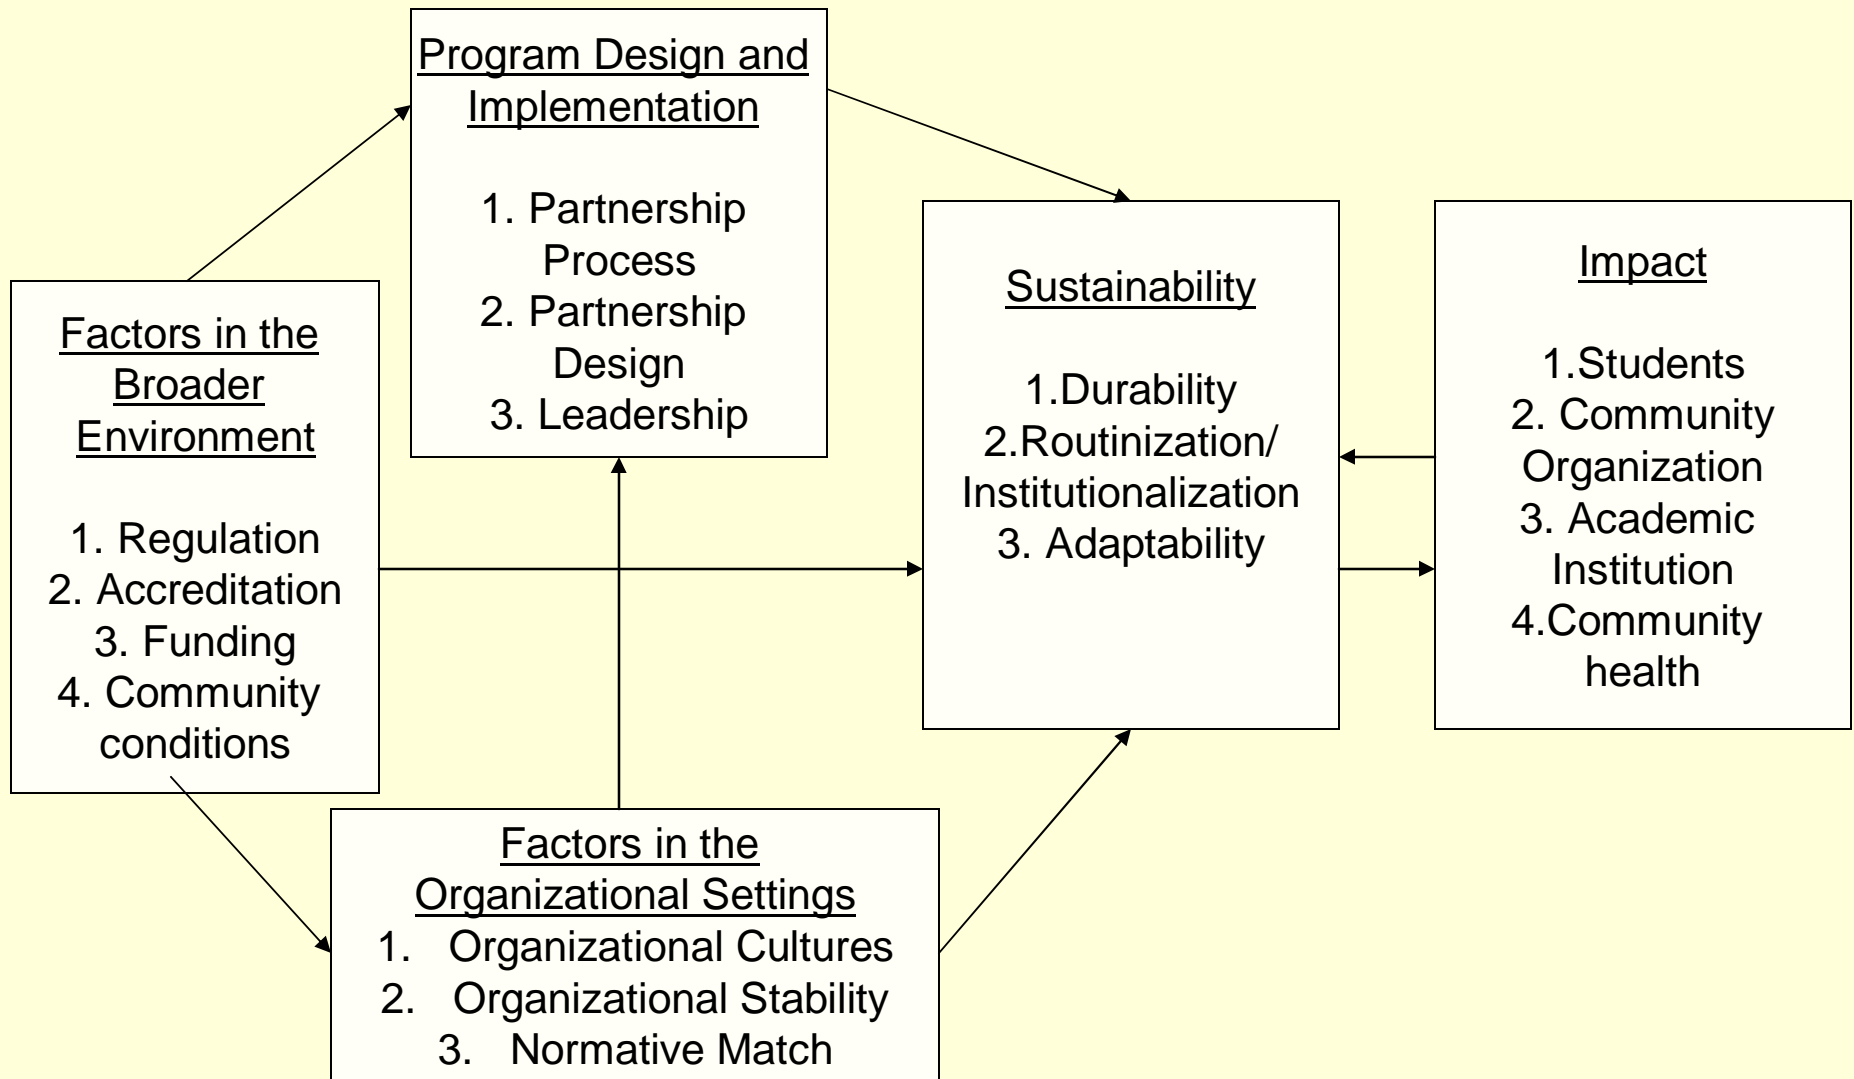 Program Design and
Implementation
1. Partnership
Process
2. Partnership
Design
3. Leadership
Factors in the
Broader
Environment
1. Regulation
2. Accreditation
3. Funding
4. Community
conditions
Factors in the
Organizational Settings
1. Organizational Cultures
2. Organizational Stability
3. Normative Match
Sustainability
1.Durability
2.Routinization/
Institutionalization
3. Adaptability
Impact
1.Students
2. Community
Organization
3. Academic
Institution
4.Community
health